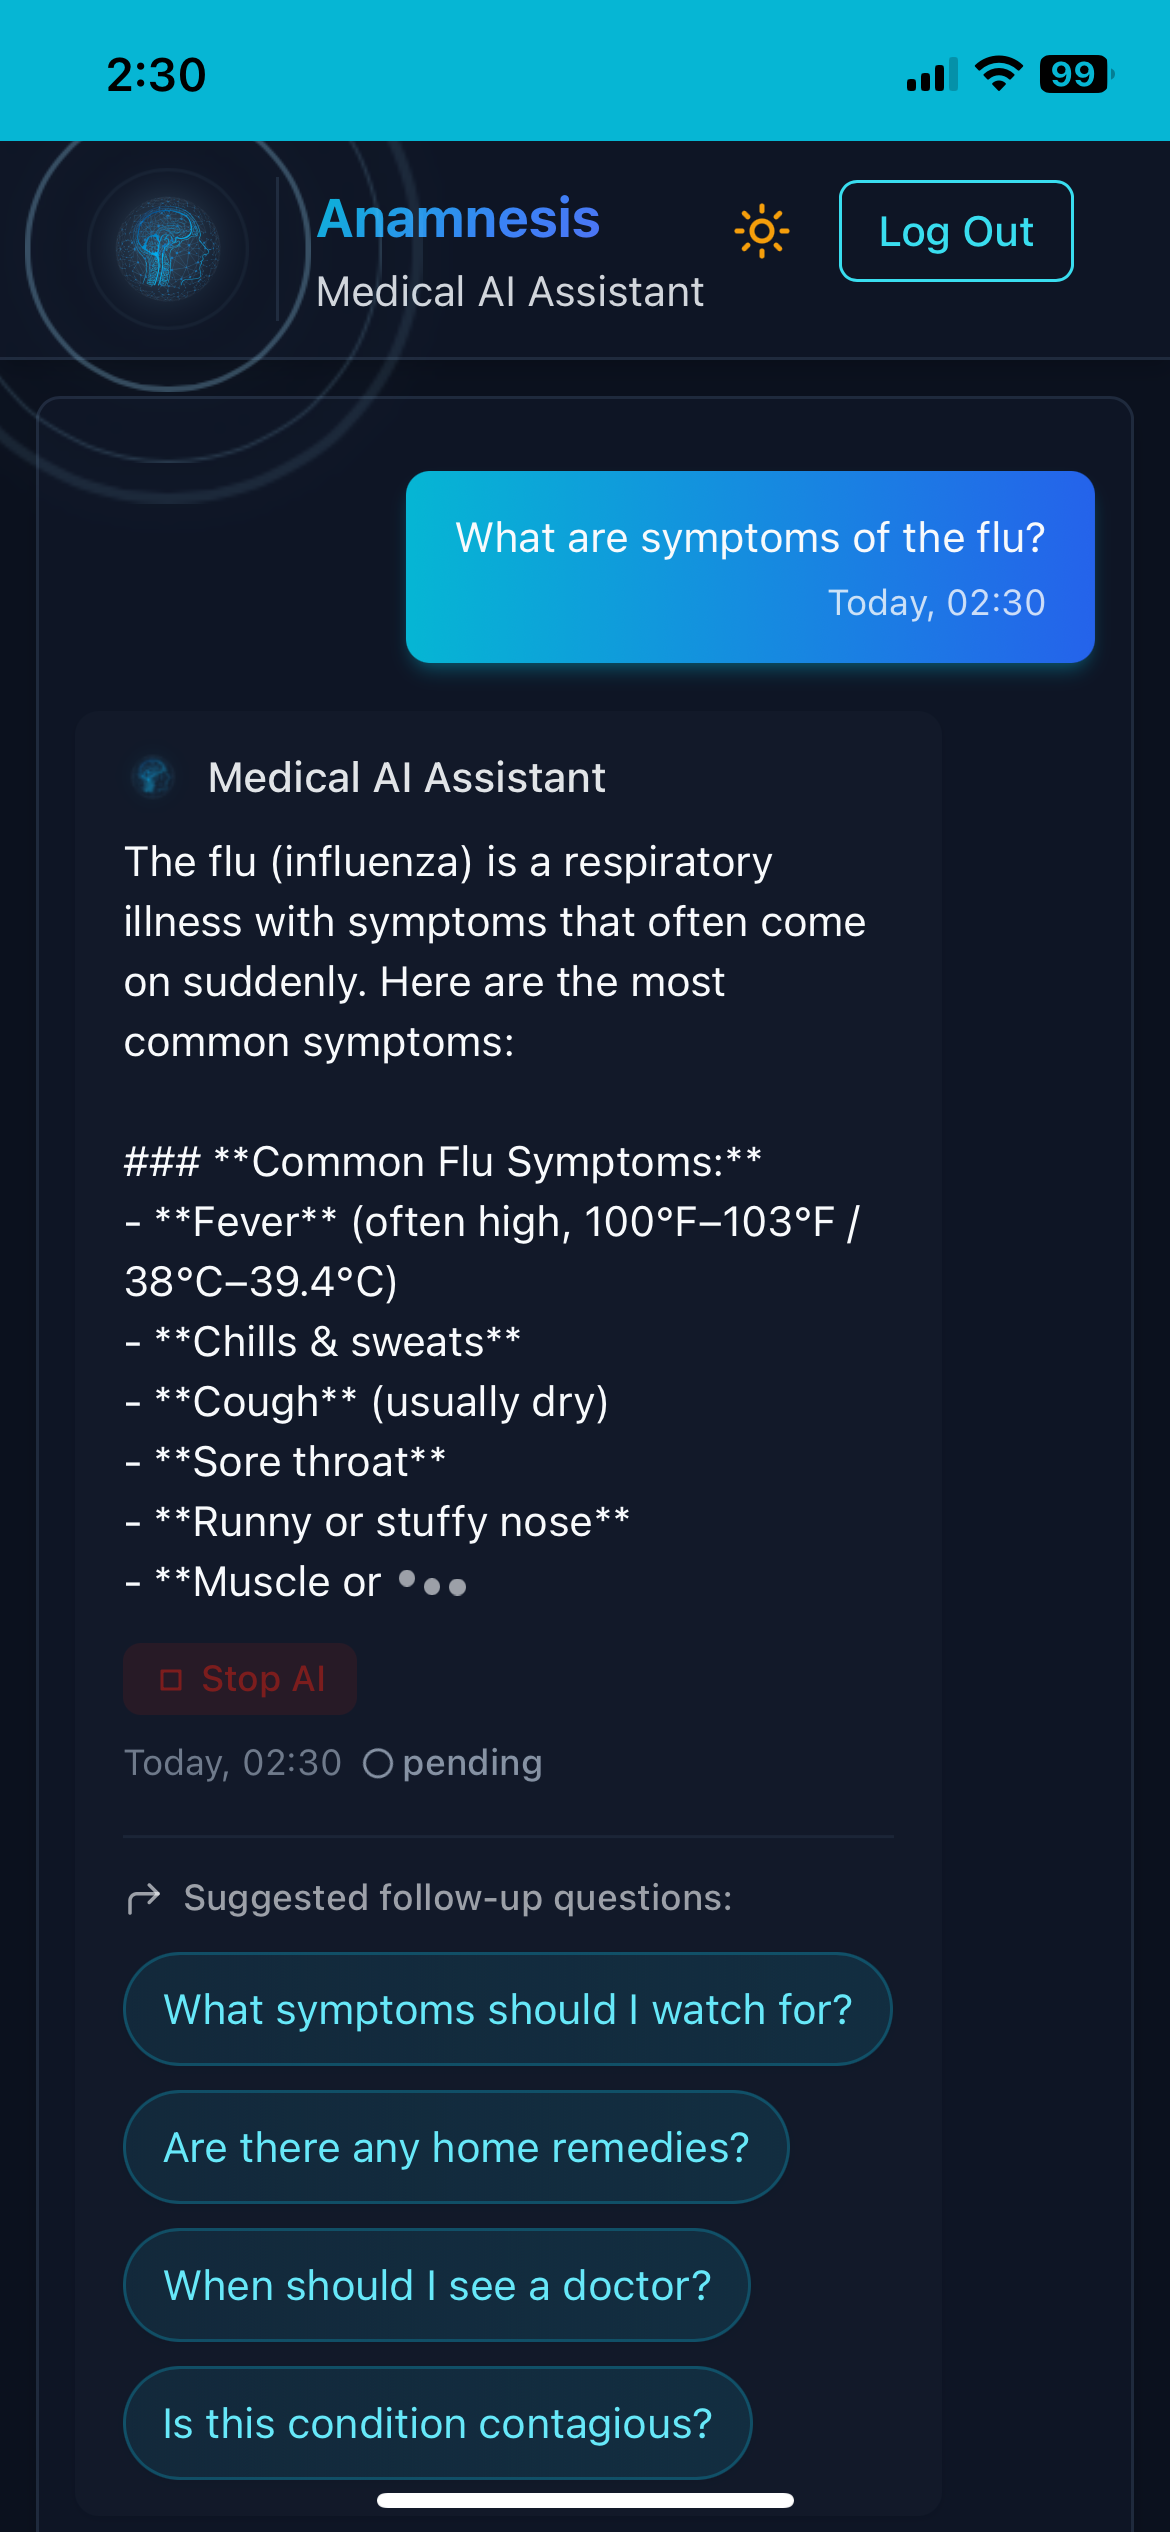 2:30
99
Anamnesis
Medical AI Assistant
Log Out
What are symptoms of the flu?
Today, 02:30
Medical AI Assistant
The flu (influenza) is a respiratory
illness with symptoms that often come
on suddenly. Here are the most
common symptoms:
### **Common Flu Symptoms:**
- **Fever** (often high, 100°F–103°F /
38°C–39.4°C)
- **Chills & sweats**
- **Cough** (usually dry)
- **Sore throat**
- **Runny or stuffy nose**
- **Muscle or
Stop AI
Today, 02:30 pending
Suggested follow-up questions:
What symptoms should I watch for?
Are there any home remedies?
When should I see a doctor?
Is this condition contagious?